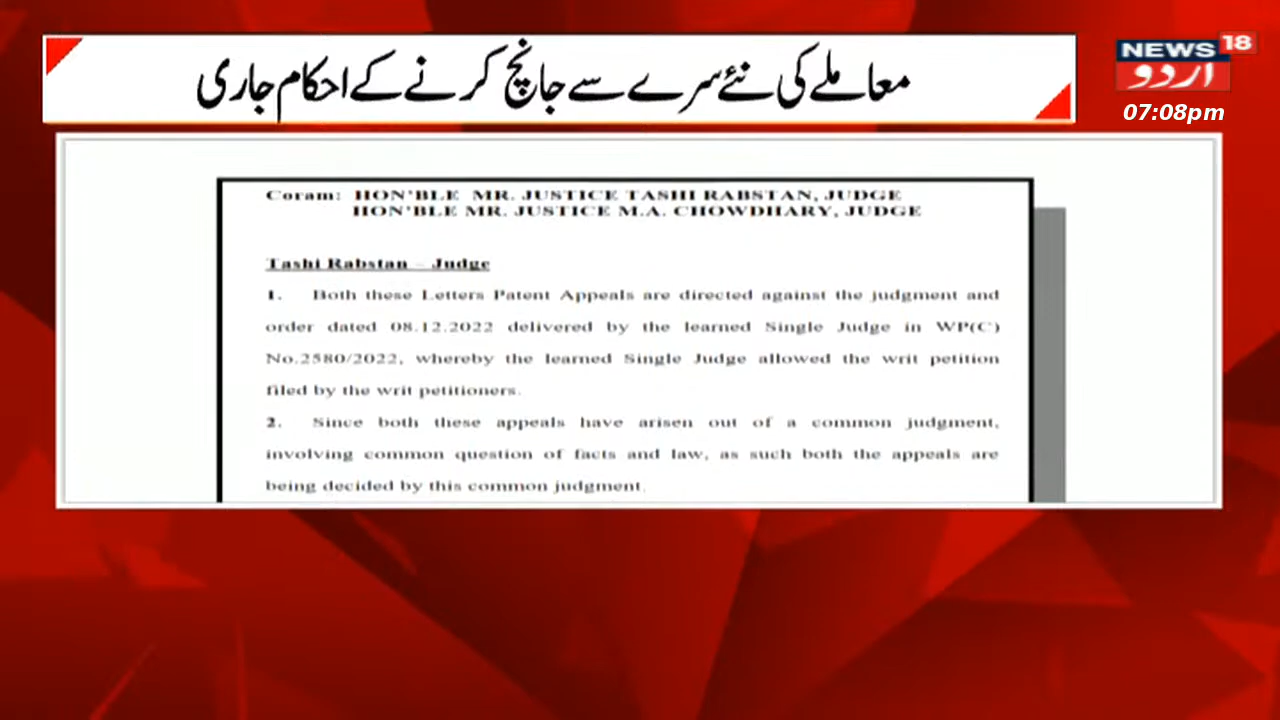 معاملے کی نئے سرے سے جانچ کرنے کے احکام جاری
NEWS 18
اردو
07:08pm
Coram: HON'BLE MR. JUSTICE TASHI RABSTAN, JUDGE
HON'BLE MR. JUSTICE M.A. CHOWDHARY, JUDGE
Tashi Rabstan – Judge
1. Both these Letters Patent Appeals are directed against the judgment and
order dated 08.12.2022 delivered by the learned Single Judge in WP(C)
No.2580/2022, whereby the learned Single Judge allowed the writ petition
filed by the writ petitioners.
2. Since both these appeals have arisen out of a common judgment,
involving common question of facts and law, as such both the appeals are
being decided by this common judgment.